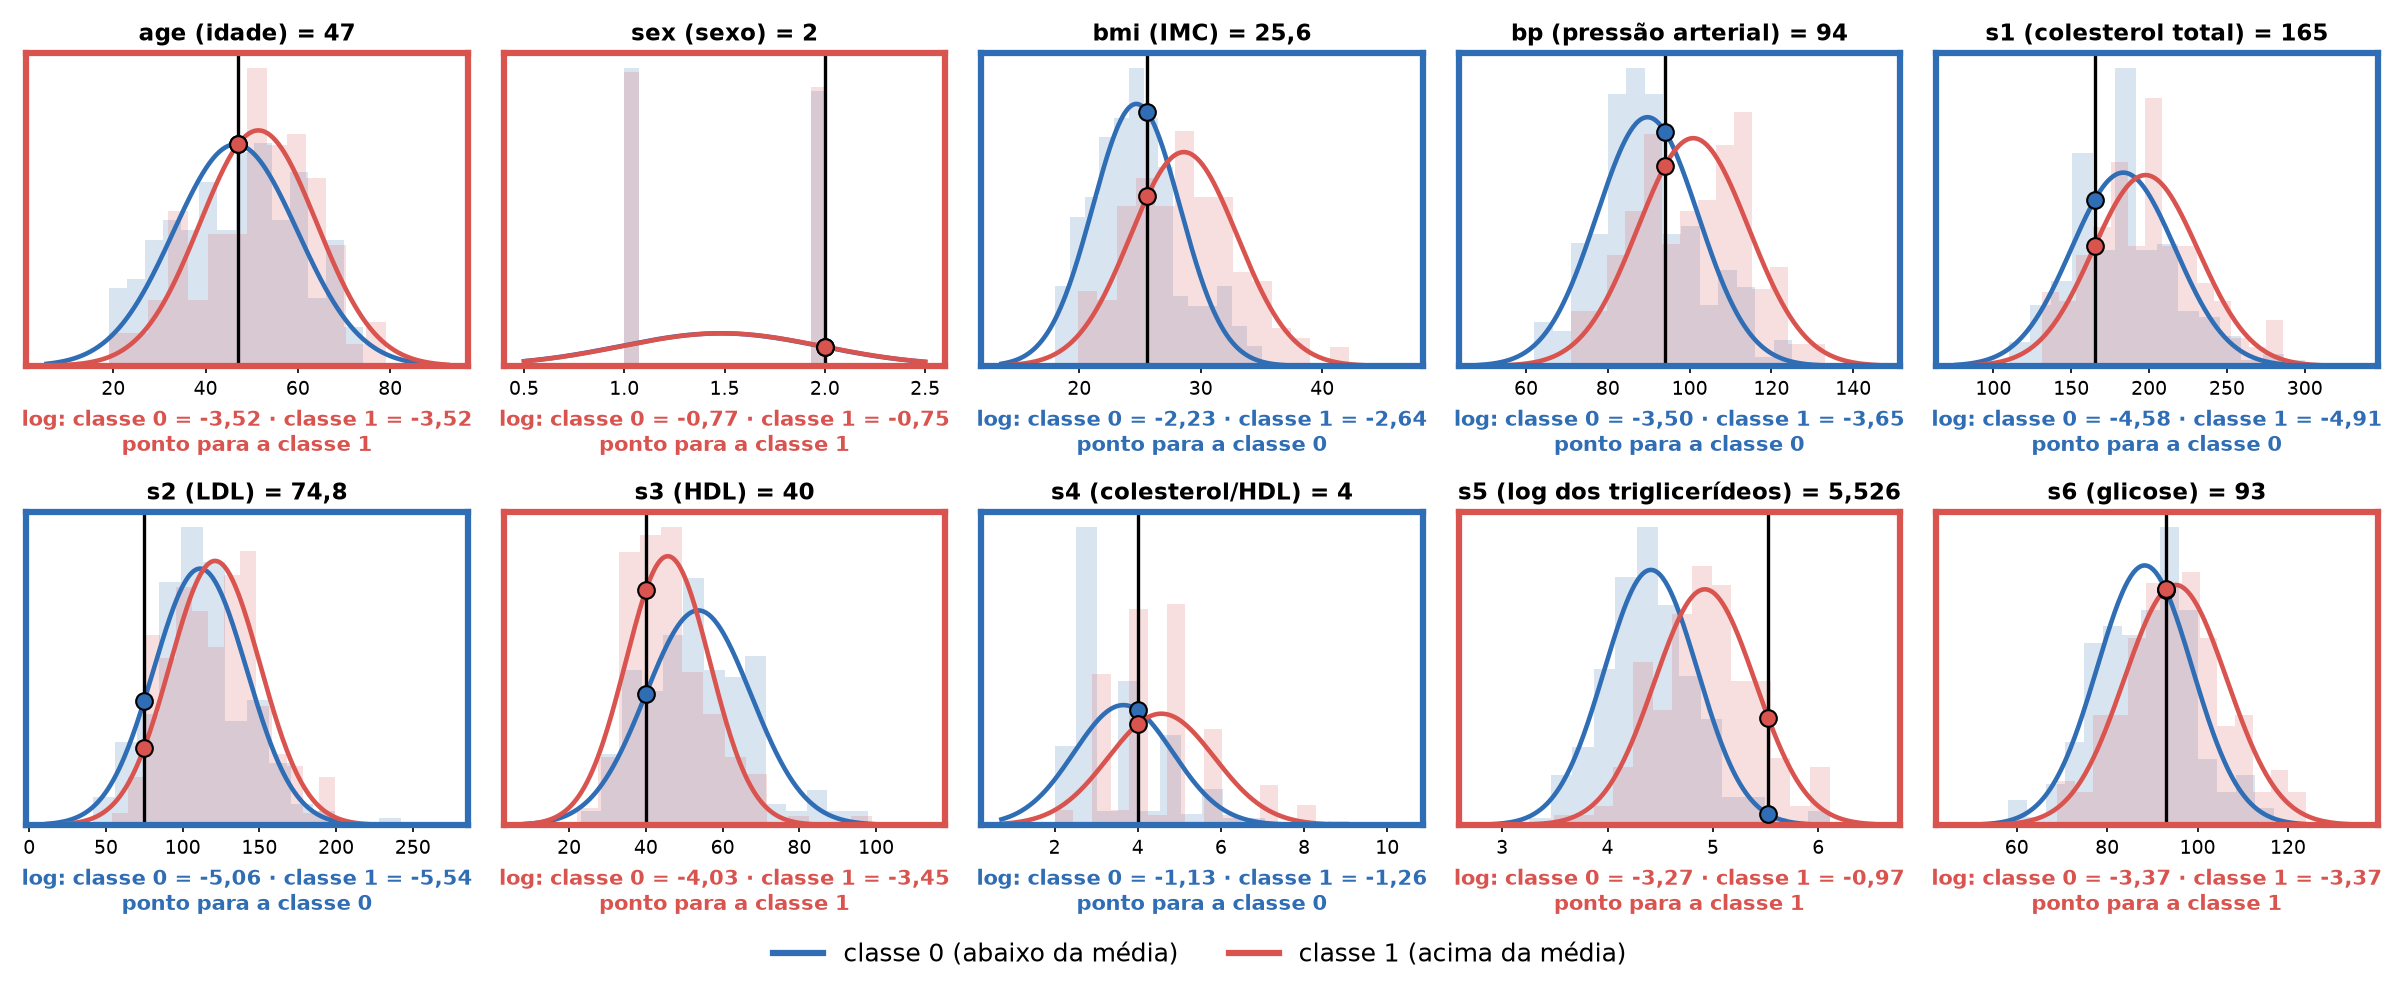 age (idade) = 47
sex (sexo) = 2
bmi (IMC) = 25,6
bp (pressão arterial) = 94
s1 (colesterol total) = 165
20 40 60 80
0.5 1.0 1.5 2.0 2.5
20 30 40
60 80 100 120 140
100 150 200 250 300
log: classe 0 = -3,52 · classe 1 = -3,52
ponto para a classe 1
log: classe 0 = -0,77 · classe 1 = -0,75
ponto para a classe 1
log: classe 0 = -2,23 · classe 1 = -2,64
ponto para a classe 0
log: classe 0 = -3,50 · classe 1 = -3,65
ponto para a classe 0
log: classe 0 = -4,58 · classe 1 = -4,91
ponto para a classe 0
s2 (LDL) = 74,8
s3 (HDL) = 40
s4 (colesterol/HDL) = 4
s5 (log dos triglicerídeos) = 5,526
s6 (glicose) = 93
0 50 100 150 200 250
20 40 60 80 100
2 4 6 8 10
3 4 5 6
60 80 100 120
log: classe 0 = -5,06 · classe 1 = -5,54
ponto para a classe 0
log: classe 0 = -4,03 · classe 1 = -3,45
ponto para a classe 1
log: classe 0 = -1,13 · classe 1 = -1,26
ponto para a classe 0
log: classe 0 = -3,27 · classe 1 = -0,97
ponto para a classe 1
log: classe 0 = -3,37 · classe 1 = -3,37
ponto para a classe 1
classe 0 (abaixo da média)
classe 1 (acima da média)